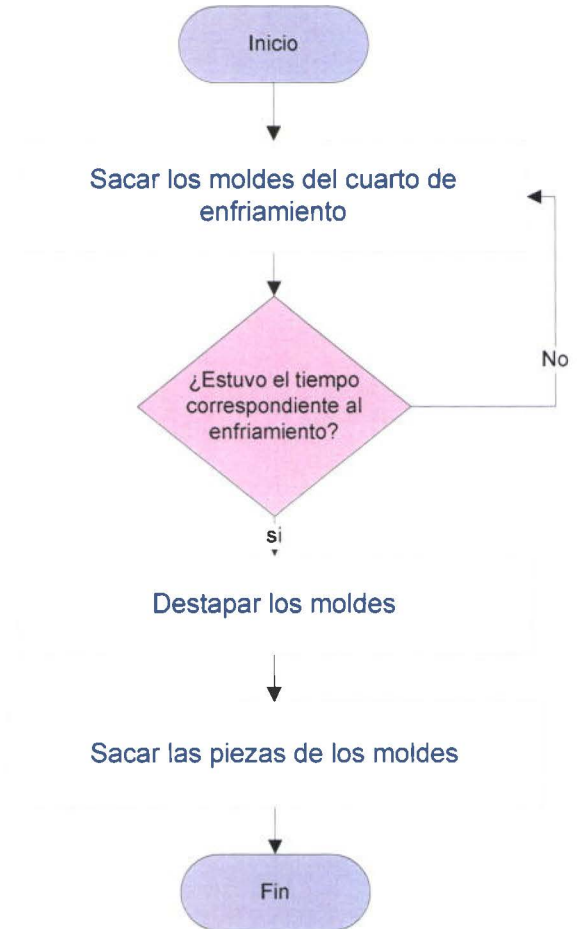 Inicio
Sacar los moldes del cuarto de
enfriamiento
¿Estuvo el tiempo
correspondiente al
enfriamiento?
No
si
Destapar los moldes
Sacar las piezas de los moldes
Fin